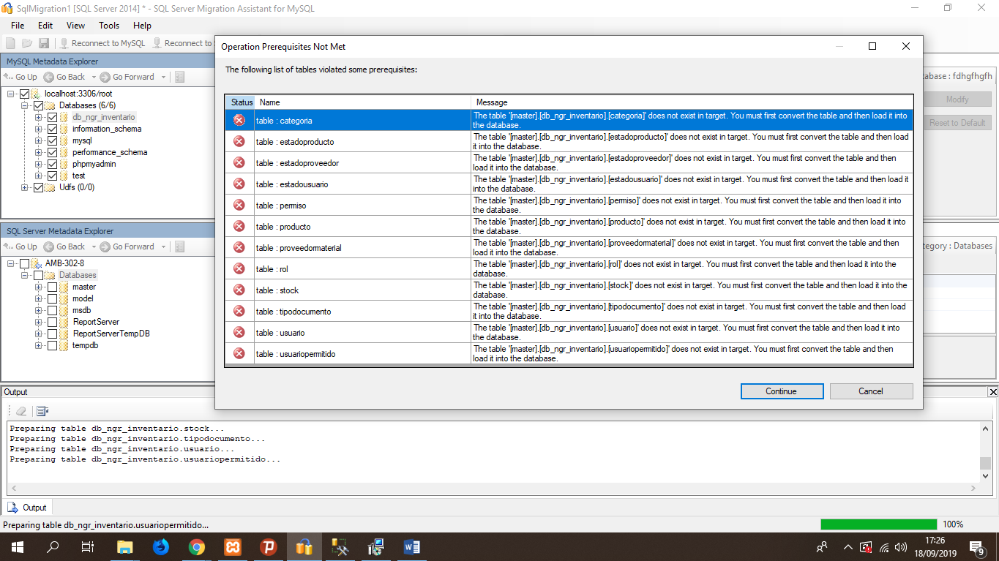 SqlMigration1 [SQL Server 2014] * - SQL Server Migration Assistant for MySQL
File Edit View Tools Help
Reconnect to MySQL Reconnect to
Operation Prerequisites Not Met
The following list of tables violated some prerequisites:
Status Name Message
table : categoria
The table '[master].[db_ngr_inventario].[categoria]' does not exist in target. You must first convert the table and then load it into
the database.
table : estadoproducto
The table '[master].[db_ngr_inventario].[estadoproducto]' does not exist in target. You must first convert the table and then load
it into the database.
table : estadoproveedor
The table '[master].[db_ngr_inventario].[estadoproveedor]' does not exist in target. You must first convert the table and then
load it into the database.
table : estadousuario
The table '[master].[db_ngr_inventario].[estadousuario]' does not exist in target. You must first convert the table and then load it
into the database.
table : permiso
The table '[master].[db_ngr_inventario].[permiso]' does not exist in target. You must first convert the table and then load it into
the database.
table : producto
The table '[master].[db_ngr_inventario].[producto]' does not exist in target. You must first convert the table and then load it into
the database.
table : proveedomaterial
The table '[master].[db_ngr_inventario].[proveedomaterial]' does not exist in target. You must first convert the table and then
load it into the database.
table : rol
The table '[master].[db_ngr_inventario].[rol]' does not exist in target. You must first convert the table and then load it into the
database.
table : stock
The table '[master].[db_ngr_inventario].[stock]' does not exist in target. You must first convert the table and then load it into the
database.
table : tipodocumento
The table '[master].[db_ngr_inventario].[tipodocumento]' does not exist in target. You must first convert the table and then load
it into the database.
table : usuario
The table '[master].[db_ngr_inventario].[usuario]' does not exist in target. You must first convert the table and then load it into
the database.
table : usuariopermitido
The table '[master].[db_ngr_inventario].[usuariopermitido]' does not exist in target. You must first convert the table and then
load it into the database.
Continue Cancel
MySQL Metadata Explorer
Go Up Go Back Go Forward
localhost:3306/root
Databases (6/6)
db_ngr_inventario
information_schema
mysql
performance_schema
phpmyadmin
test
Udfs (0/0)
tabase : fdhgfhgfh
Modify
Reset to Default
SQL Server Metadata Explorer
Go Up Go Back Go Forward
AMB-302-8
Databases
master
model
msdb
ReportServer
ReportServerTempDB
tempdb
tegory : Databases
Output
Preparing table db_ngr_inventario.stock...
Preparing table db_ngr_inventario.tipodocumento...
Preparing table db_ngr_inventario.usuario...
Preparing table db_ngr_inventario.usuariopermitido...
Output
Preparing table db_ngr_inventario.usuariopermitido...
100%
17:26
18/09/2019
9